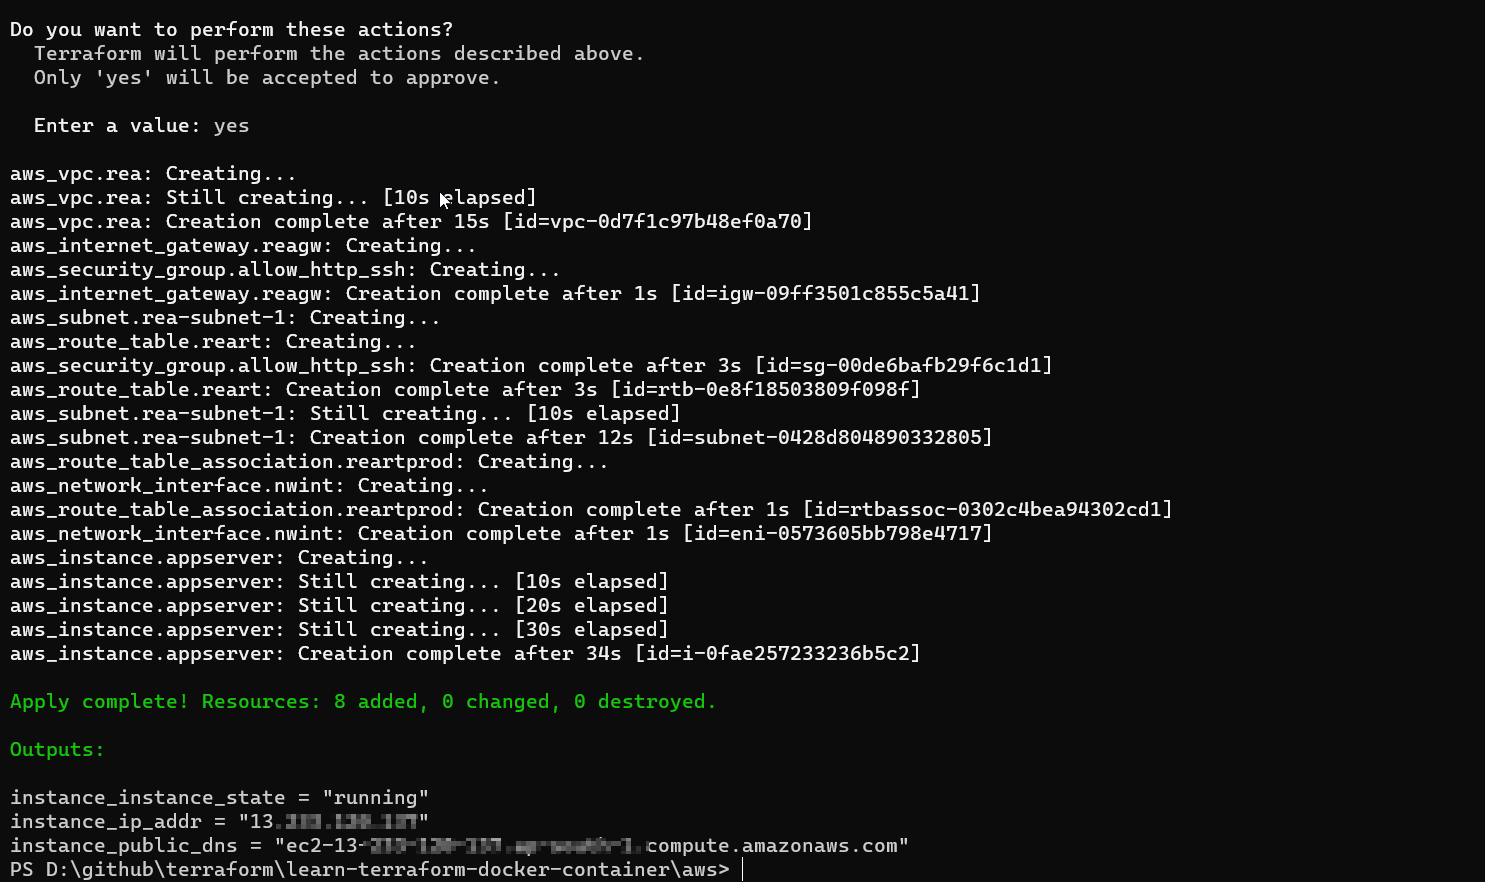 Do you want to perform these actions?
Terraform will perform the actions described above.
Only 'yes' will be accepted to approve.
Enter a value: yes
aws_vpc.rea: Creating...
aws_vpc.rea: Still creating... [10s elapsed]
aws_vpc.rea: Creation complete after 15s [id=vpc-0d7f1c97b48ef0a70]
aws_internet_gateway.reagw: Creating...
aws_security_group.allow_http_ssh: Creating...
aws_internet_gateway.reagw: Creation complete after 1s [id=igw-09ff3501c855c5a41]
aws_subnet.rea-subnet-1: Creating...
aws_route_table.reart: Creating...
aws_security_group.allow_http_ssh: Creation complete after 3s [id=sg-00de6bafb29f6c1d1]
aws_route_table.reart: Creation complete after 3s [id=rtb-0e8f18503809f098f]
aws_subnet.rea-subnet-1: Still creating... [10s elapsed]
aws_subnet.rea-subnet-1: Creation complete after 12s [id=subnet-0428d804890332805]
aws_route_table_association.reartprod: Creating...
aws_network_interface.nwint: Creating...
aws_route_table_association.reartprod: Creation complete after 1s [id=rtbassoc-0302c4bea94302cd1]
aws_network_interface.nwint: Creation complete after 1s [id=eni-0573605bb798e4717]
aws_instance.appserver: Creating...
aws_instance.appserver: Still creating... [10s elapsed]
aws_instance.appserver: Still creating... [20s elapsed]
aws_instance.appserver: Still creating... [30s elapsed]
aws_instance.appserver: Creation complete after 34s [id=i-0fae257233236b5c2]
Apply complete! Resources: 8 added, 0 changed, 0 destroyed.
Outputs:
instance_instance_state = "running"
instance_ip_addr = "13."
instance_public_dns = "ec2-13-compute.amazonaws.com"
PS D:\github\terraform\learn-terraform-docker-container\aws>